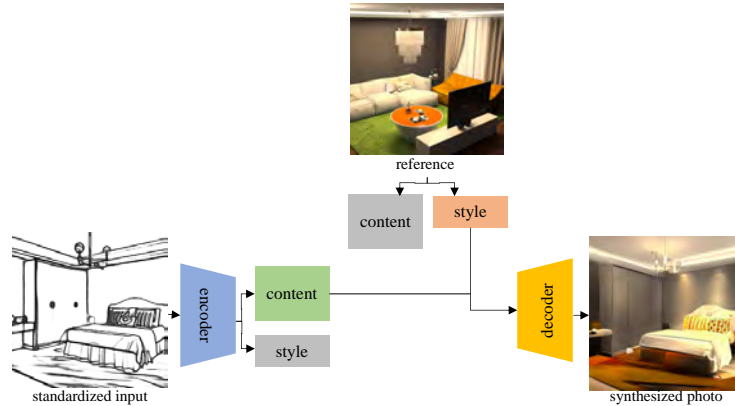 reference
content
style
encoder
content
style
decoder
standardized input
synthesized photo